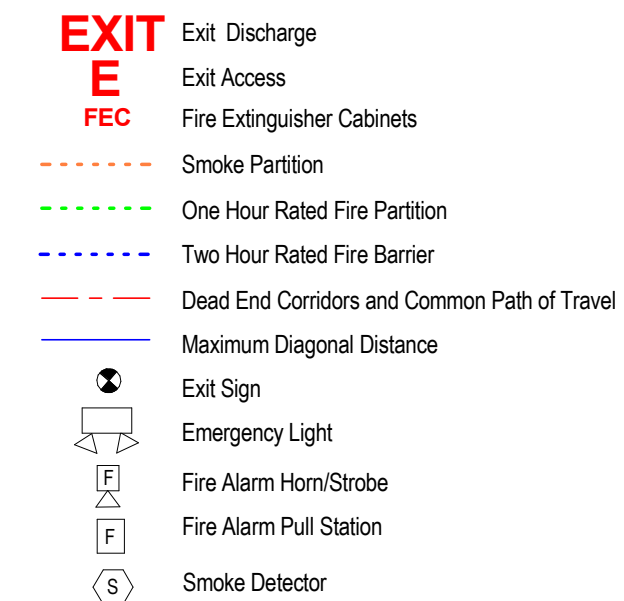 EXIT Exit Discharge
E Exit Access
FEC Fire Extinguisher Cabinets
Smoke Partition
One Hour Rated Fire Partition
Two Hour Rated Fire Barrier
Dead End Corridors and Common Path of Travel
Maximum Diagonal Distance
Exit Sign
Emergency Light
F Fire Alarm Horn/Strobe
F Fire Alarm Pull Station
S Smoke Detector